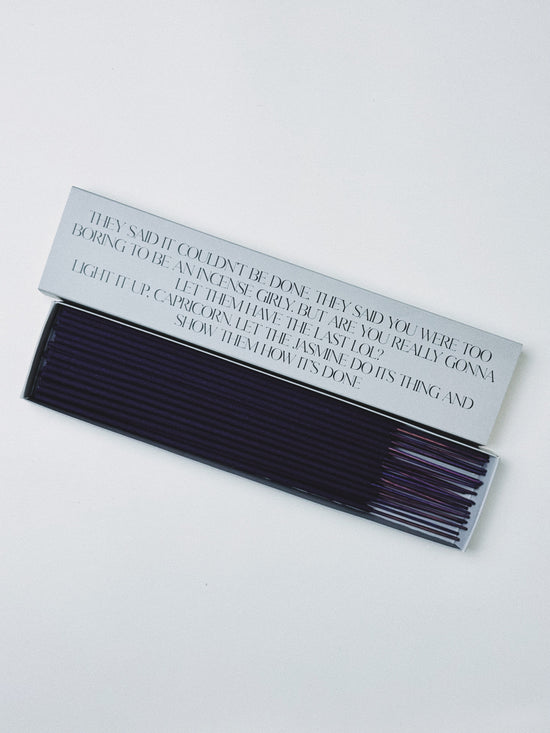 THEY SAID IT COULDN'T BE DONE. THEY SAID YOU WERE TOO
BORING TO BE AN INCENSE GIRLY. BUT ARE YOU REALLY GONNA
LET THEM HAVE THE LAST LOL?
LIGHT IT UP, CAPRICORN. LET THE JASMINE DO ITS THING AND
SHOW THEM HOW IT'S DONE